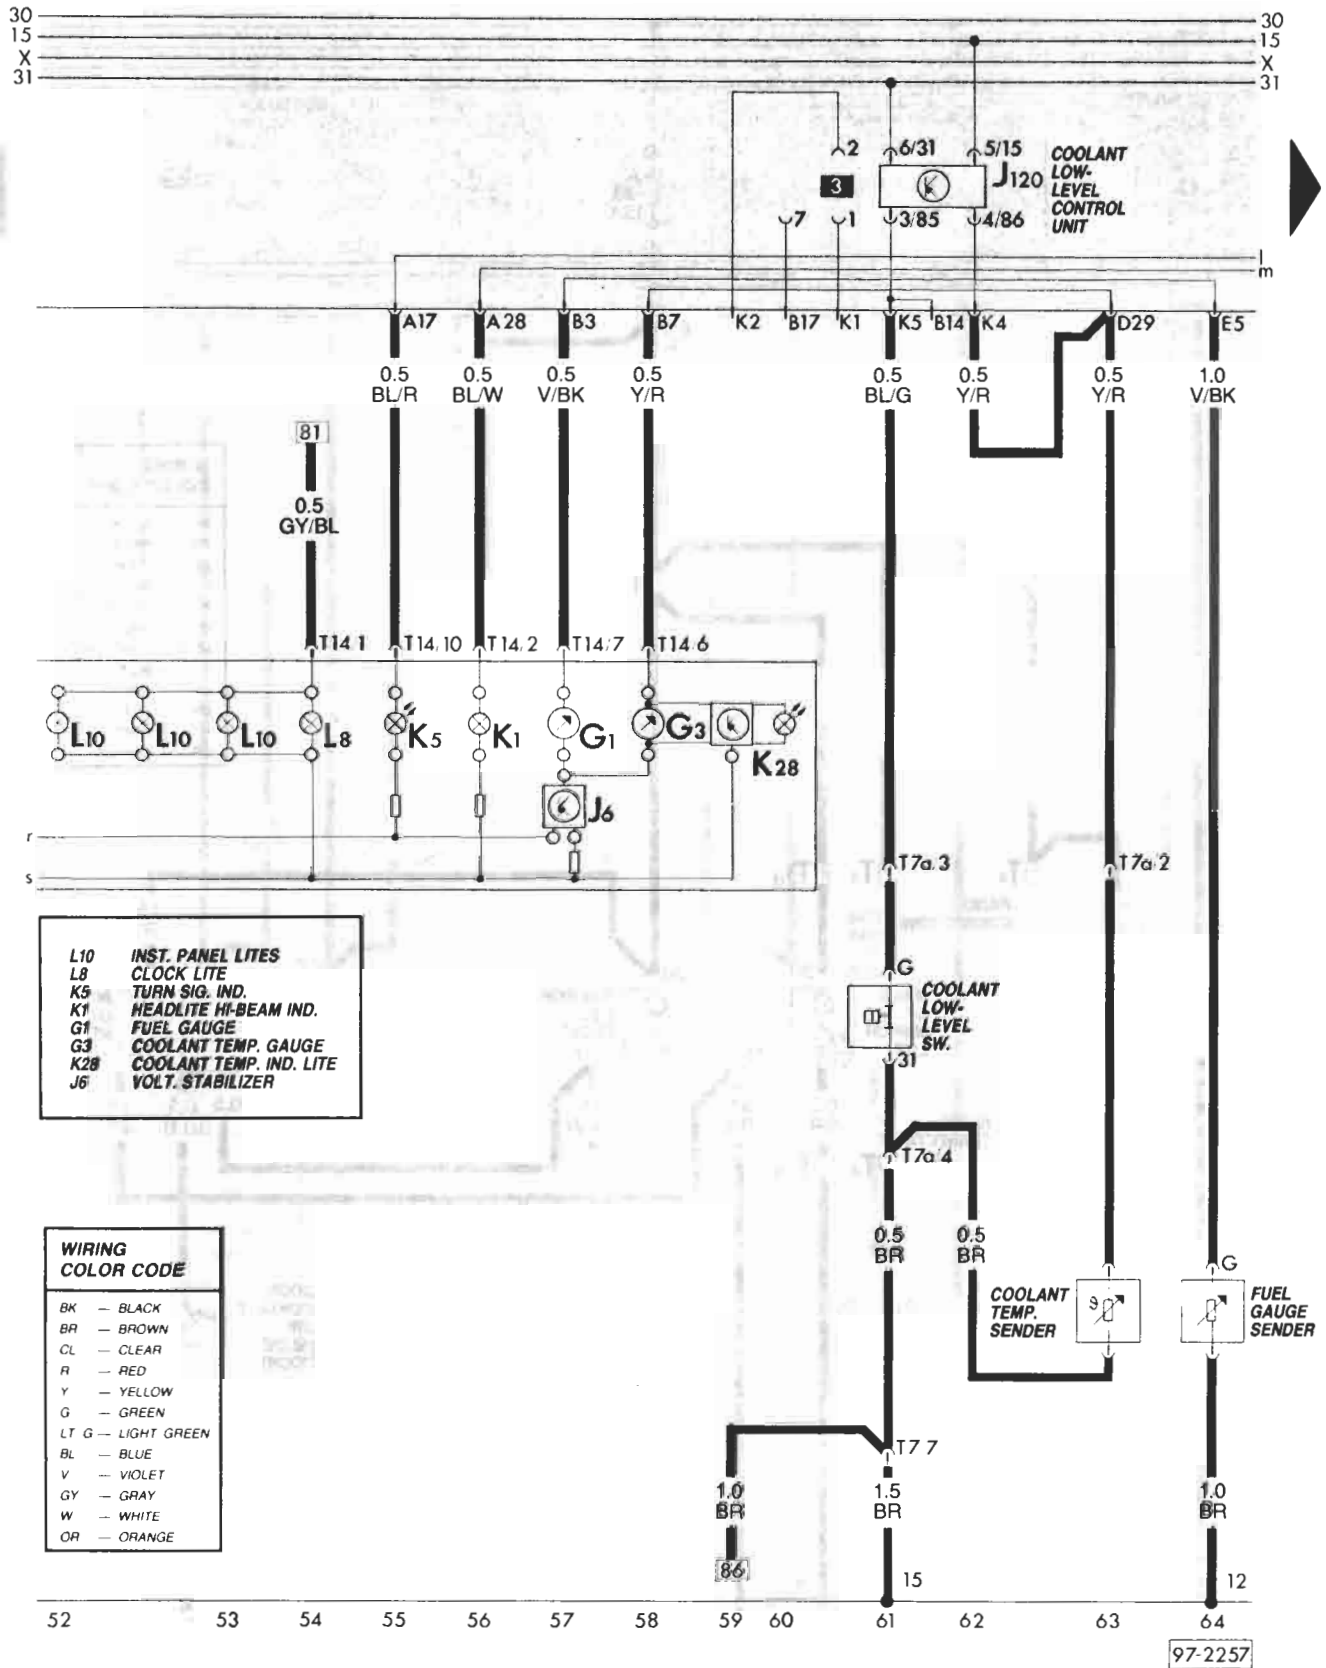 30
15
X
31
30
15
X
31
2
6/31
5/15
3
J120
COOLANT
LOW-
LEVEL
CONTROL
UNIT
7
1
3/85
4/86
l
m
A17
A28
B3
B7
K2
B17
K1
K5
B14
K4
D29
E5
0.5
BL/R
0.5
BL/W
0.5
V/BK
0.5
Y/R
0.5
BL/G
0.5
Y/R
0.5
Y/R
1.0
V/BK
81
0.5
GY/BL
T14/1
T14/10
T14/2
T14/7
T14/6
L10
L10
L10
L8
K5
K1
G1
G3
K28
J6
r
s
T7a/3
T7a/2
G
COOLANT
LOW-
LEVEL
SW.
31
T7a/4
L10 INST. PANEL LITES
L8 CLOCK LITE
K5 TURN SIG. IND.
K1 HEADLITE HI-BEAM IND.
G1 FUEL GAUGE
G3 COOLANT TEMP. GAUGE
K28 COOLANT TEMP. IND. LITE
J6 VOLT. STABILIZER
0.5
BR
0.5
BR
WIRING
COLOR CODE
BK — BLACK
BR — BROWN
CL — CLEAR
R — RED
Y — YELLOW
G — GREEN
LT G — LIGHT GREEN
BL — BLUE
V — VIOLET
GY — GRAY
W — WHITE
OR — ORANGE
COOLANT
TEMP.
SENDER
G
FUEL
GAUGE
SENDER
T7 7
1.0
BR
1.5
BR
1.0
BR
86
15
12
52
53
54
55
56
57
58
59
60
61
62
63
64
97-2257